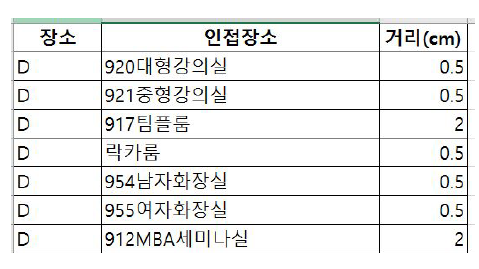 장소 인접장소 거리(cm)
D 920대형강의실 0.5
D 921중형강의실 0.5
D 917팀플룸 2
D 락카룸 0.5
D 954남자화장실 0.5
D 955여자화장실 0.5
D 912MBA세미나실 2